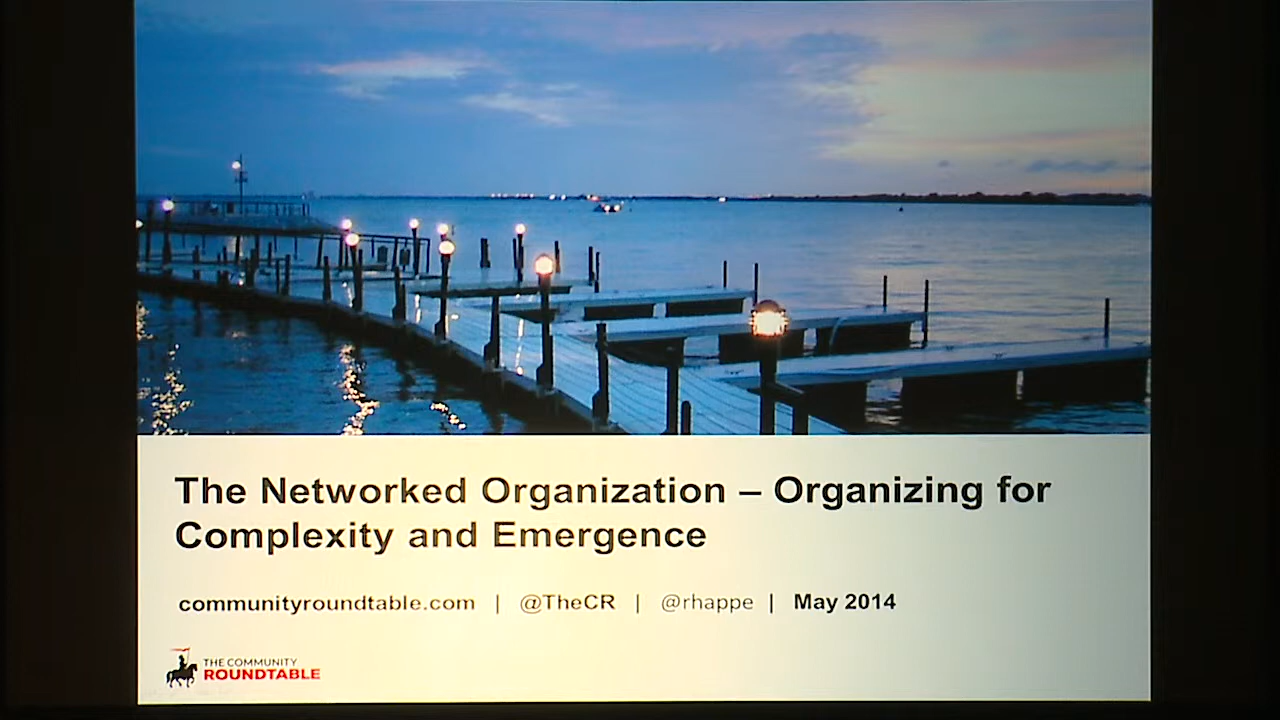 The Networked Organization – Organizing for
Complexity and Emergence
communityroundtable.com | @TheCR | @rhappe | May 2014
THE COMMUNITY
ROUNDTABLE